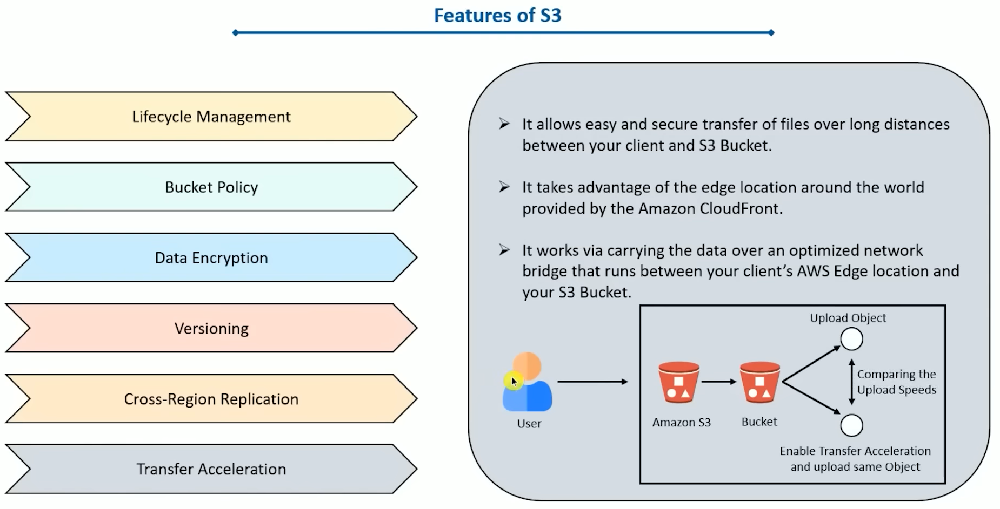 Features of S3
Lifecycle Management
Bucket Policy
Data Encryption
Versioning
Cross-Region Replication
Transfer Acceleration
It allows easy and secure transfer of files over long distances
between your client and S3 Bucket.
It takes advantage of the edge location around the world
provided by the Amazon CloudFront.
It works via carrying the data over an optimized network
bridge that runs between your client’s AWS Edge location and
your S3 Bucket.
User
Amazon S3
Bucket
Upload Object
Comparing the
Upload Speeds
Enable Transfer Acceleration
and upload same Object